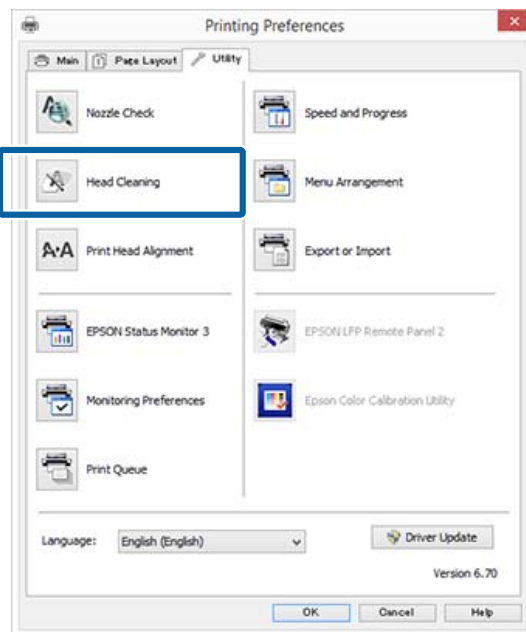 Printing Preferences
Main
Page Layout
Utility
Nozzle Check
Speed and Progress
Head Cleaning
Menu Arrangement
Print Head Alignment
Export or Import
EPSON Status Monitor 3
EPSON LFP Remote Panel 2
Monitoring Preferences
Epson Color Calibration Utility
Print Queue
Language:
English (English)
Driver Update
Version 6.70
OK
Cancel
Help